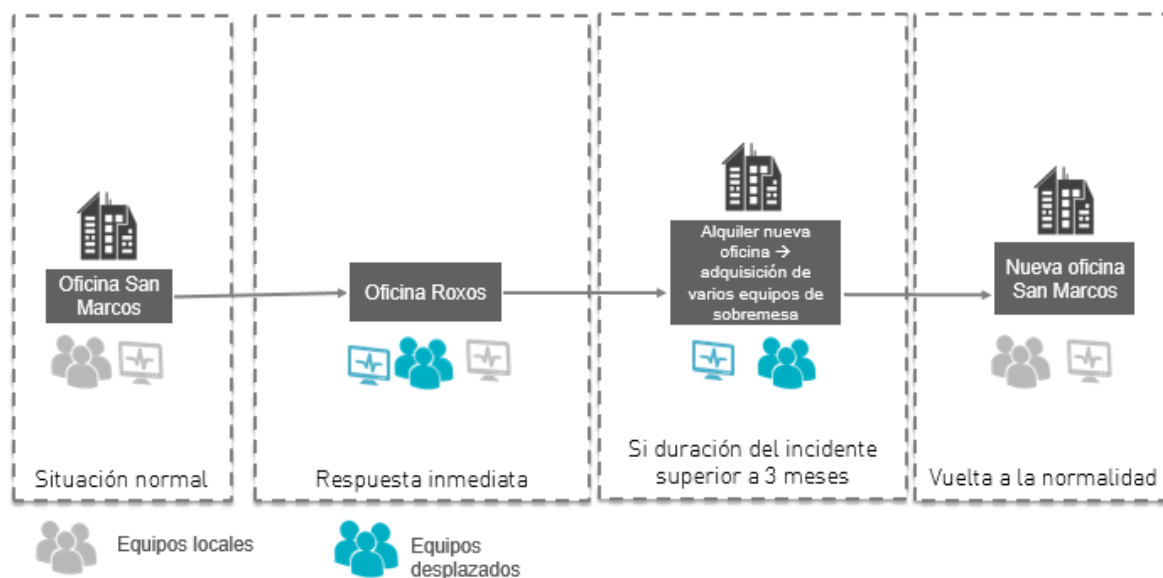 Oficina San
Marcos
Situación normal
Oficina Roxos
Respuesta inmediata
Alquiler nueva
oficina →
adquisición de
varios equipos de
sobremesa
Si duración del incidente
superior a 3 meses
Nueva oficina
San Marcos
Vuelta a la normalidad
Equipos locales
Equipos
desplazados